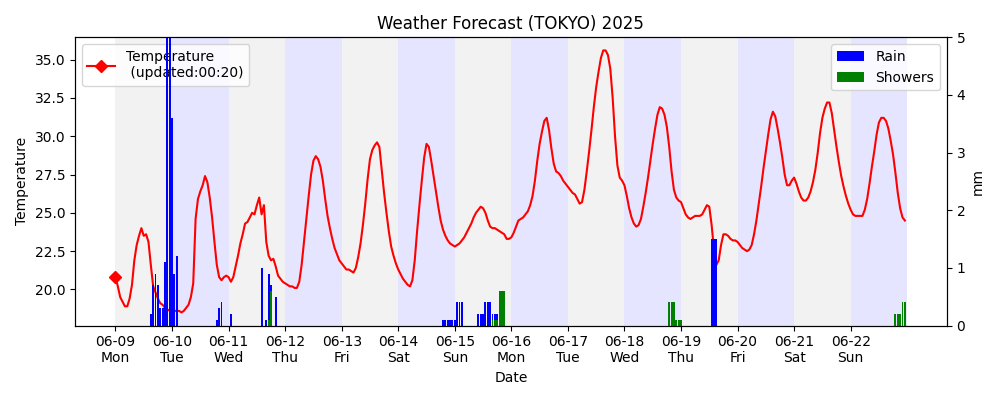 Weather Forecast (TOKYO) 2025
Temperature
(updated:00:20)
Rain
Showers
35.0
32.5
30.0
27.5
25.0
22.5
20.0
Temperature
5
4
3
2
1
0
mm
06-09 06-10 06-11 06-12 06-13 06-14 06-15 06-16 06-17 06-18 06-19 06-20 06-21 06-22
Mon Tue Wed Thu Fri Sat Sun Mon Tue Wed Thu Fri Sat Sun
Date